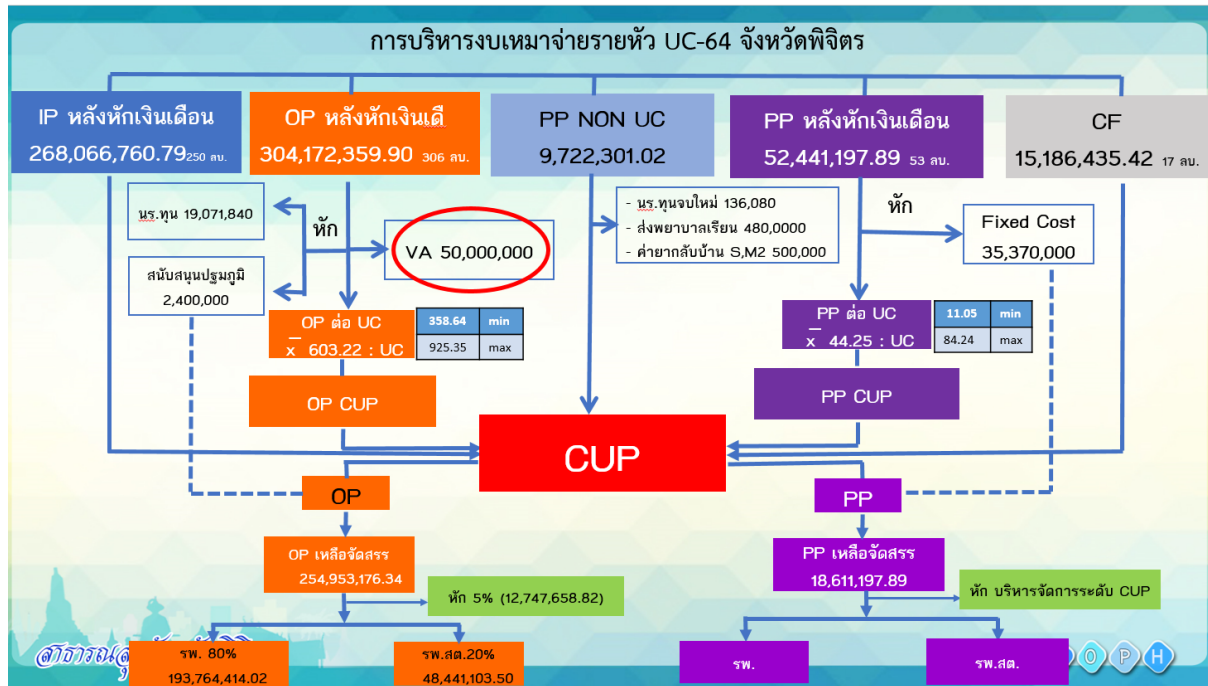 การบริหารงบเหมาจ่ายรายหัว UC-64 จังหวัดพิจิตร
IP หลังหักเงินเดือน
268,066,760.79 250 ลบ.
OP หลังหักเงินเดื
304,172,359.90 306 ลบ.
PP NON UC
9,722,301.02
PP หลังหักเงินเดือน
52,441,197.89 53 ลบ.
CF
15,186,435.42 17 ลบ.
นร.ทุน 19,071,840
หัก
VA 50,000,000
สนับสนุนปฐมภูมิ
2,400,000
- นร.ทุนจบใหม่ 136,080
- ส่งพยาบาลเรียน 480,0000
- ค่ายากลับบ้าน S,M2 500,000
หัก
Fixed Cost
35,370,000
OP ต่อ UC
x̄ 603.22 : UC
358.64 min
925.35 max
PP ต่อ UC
x̄ 44.25 : UC
11.05 min
84.24 max
OP CUP
PP CUP
CUP
OP
PP
OP เหลือจัดสรร
254,953,176.34
PP เหลือจัดสรร
18,611,197.89
หัก 5% (12,747,658.82)
หัก บริหารจัดการระดับ CUP
รพ. 80%
193,764,414.02
รพ.สต.20%
48,441,103.50
รพ.
รพ.สต.
O P H